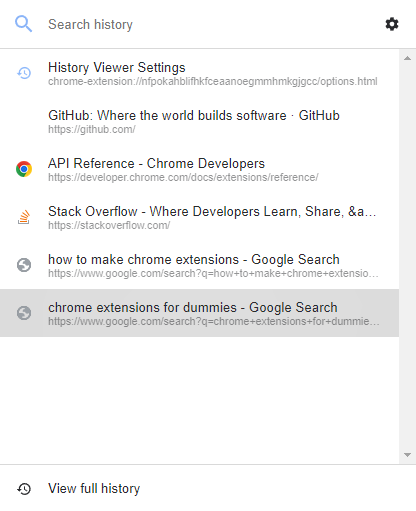 Search history
History Viewer Settings
chrome-extension://nfpokahblifhkfceaanoegmmhmkgjgcc/options.html
GitHub: Where the world builds software · GitHub
https://github.com/
API Reference - Chrome Developers
https://developer.chrome.com/docs/extensions/reference/
Stack Overflow - Where Developers Learn, Share, &a...
https://stackoverflow.com/
how to make chrome extensions - Google Search
https://www.google.com/search?q=how+to+make+chrome+extensio...
chrome extensions for dummies - Google Search
https://www.google.com/search?q=chrome+extensions+for+dummie...
View full history